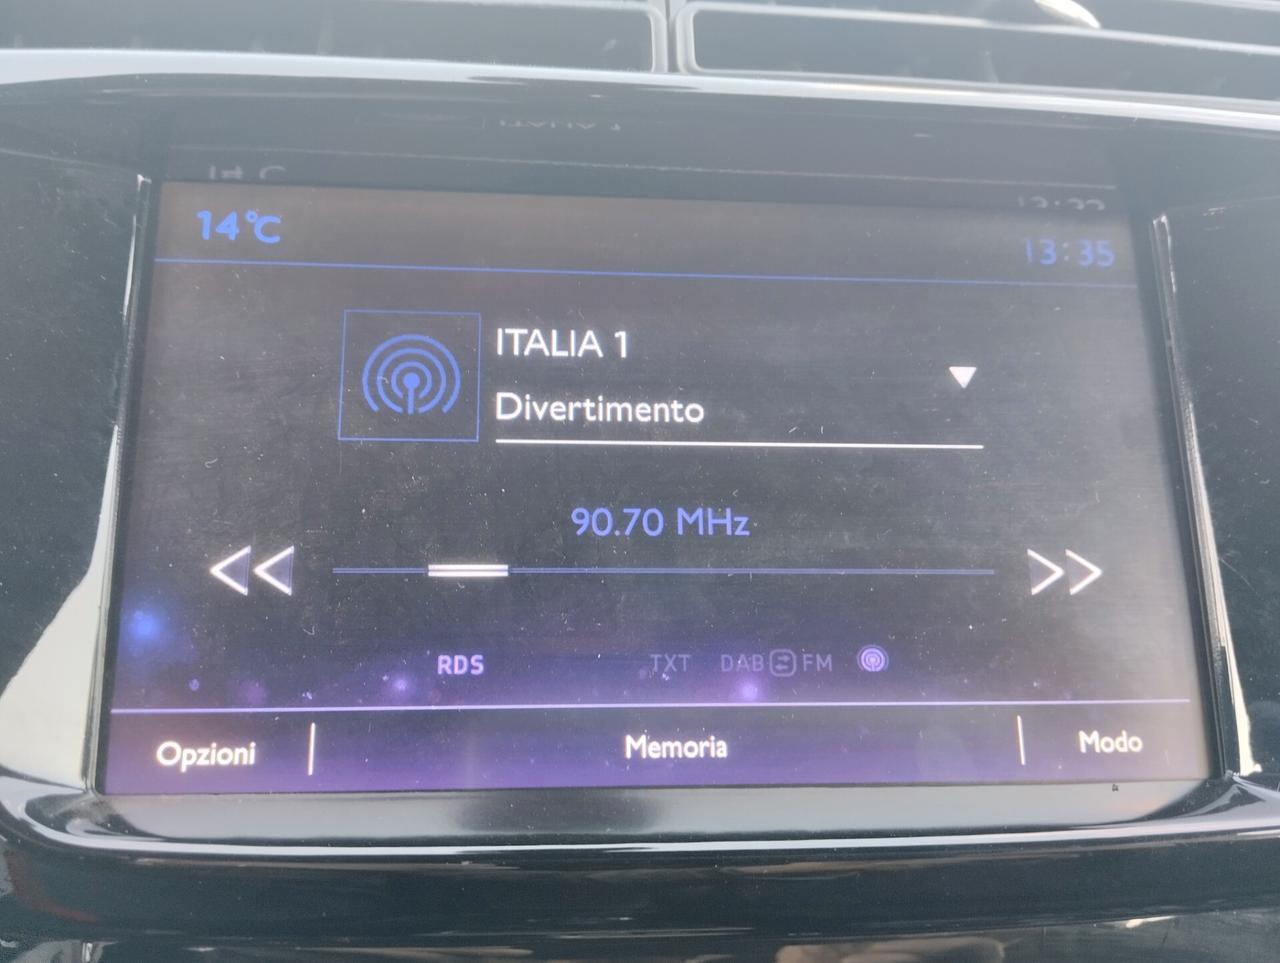 14°C
13:35
ITALIA 1
Divertimento
90.70 MHz
RDS TXT DAB FM
Opzioni Memoria Modo